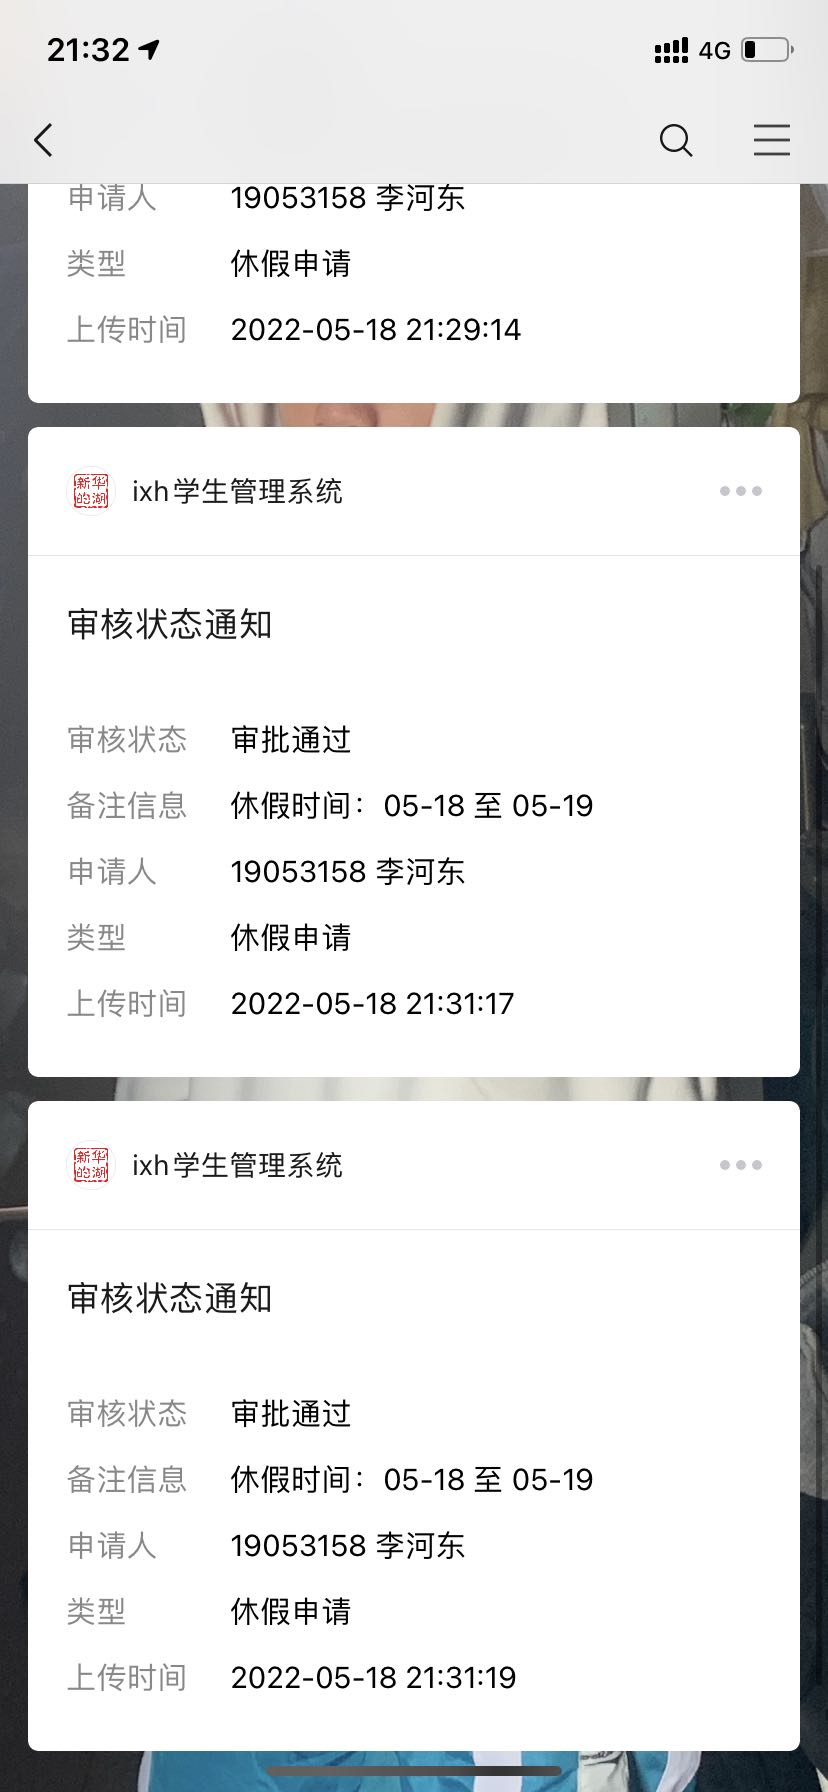 21:32
4G
申请人 19053158 李河东
类型 休假申请
上传时间 2022-05-18 21:29:14
新华的湖
ixh学生管理系统
审核状态通知
审核状态 审批通过
备注信息 休假时间：05-18 至 05-19
申请人 19053158 李河东
类型 休假申请
上传时间 2022-05-18 21:31:17
新华的湖
ixh学生管理系统
审核状态通知
审核状态 审批通过
备注信息 休假时间：05-18 至 05-19
申请人 19053158 李河东
类型 休假申请
上传时间 2022-05-18 21:31:19